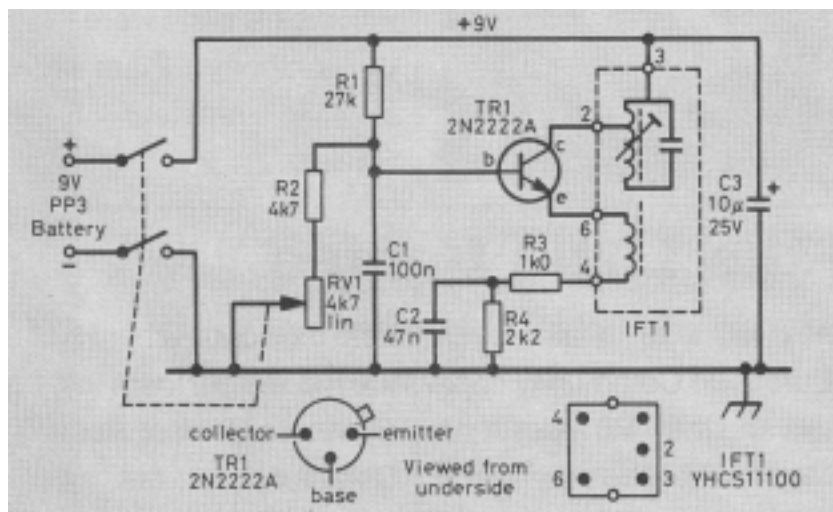 +9V
3
R1
27k
TR1
2N2222A
2
c
b
e
+
9V
PP3
Battery
–
R2
4k7
C1
100n
6
R3
1k0
4
C3
10µ
25V
+
RV1
4k7
lin
C2
47n
R4
2k2
IFT1
collector
emitter
TR1
2N2222A
base
Viewed from
underside
4
2
6
3
IFT1
YHCS11100